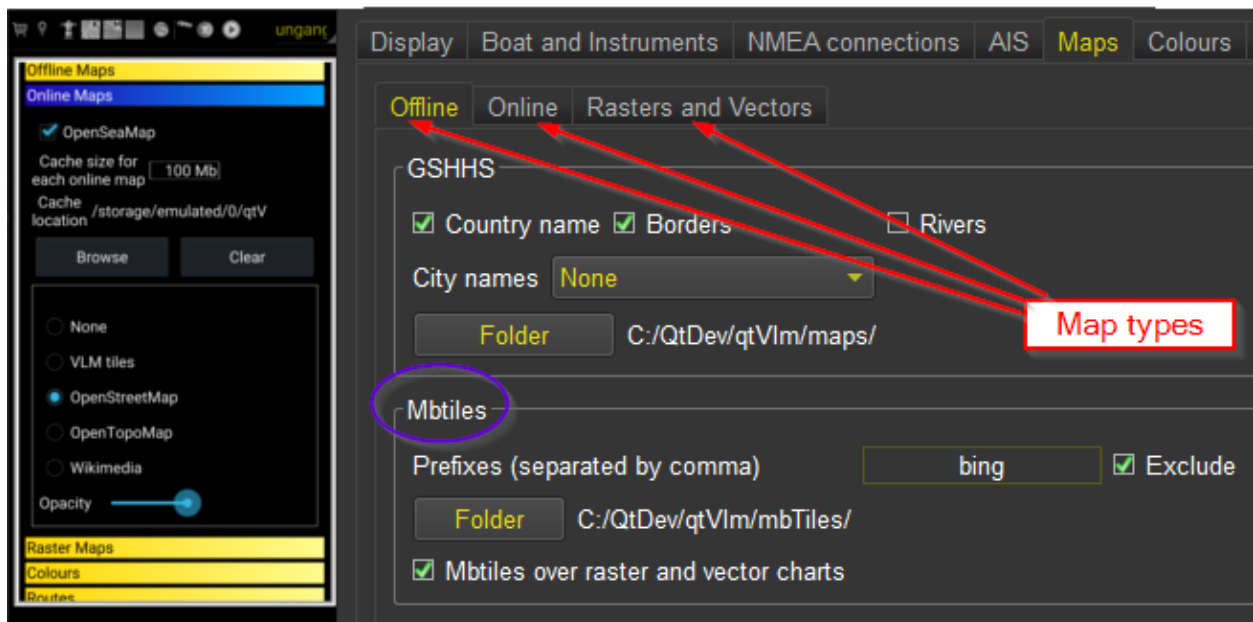 ungang
Offline Maps
Online Maps
OpenSeaMap
Cache size for
each online map
100 Mb
Cache
location
/storage/emulated/0/qtV
Browse
Clear
None
VLM tiles
OpenStreetMap
OpenTopoMap
Wikimedia
Opacity
Raster Maps
Colours
Routes
Display Boat and Instruments NMEA connections AIS Maps Colours
Offline Online Rasters and Vectors
GSHHS
Country name Borders Rivers
City names None
Map types
Folder C:/QtDev/qtVlm/maps/
Mbtiles
Prefixes (separated by comma) bing Exclude
Folder C:/QtDev/qtVlm/mbTiles/
Mbtiles over raster and vector charts